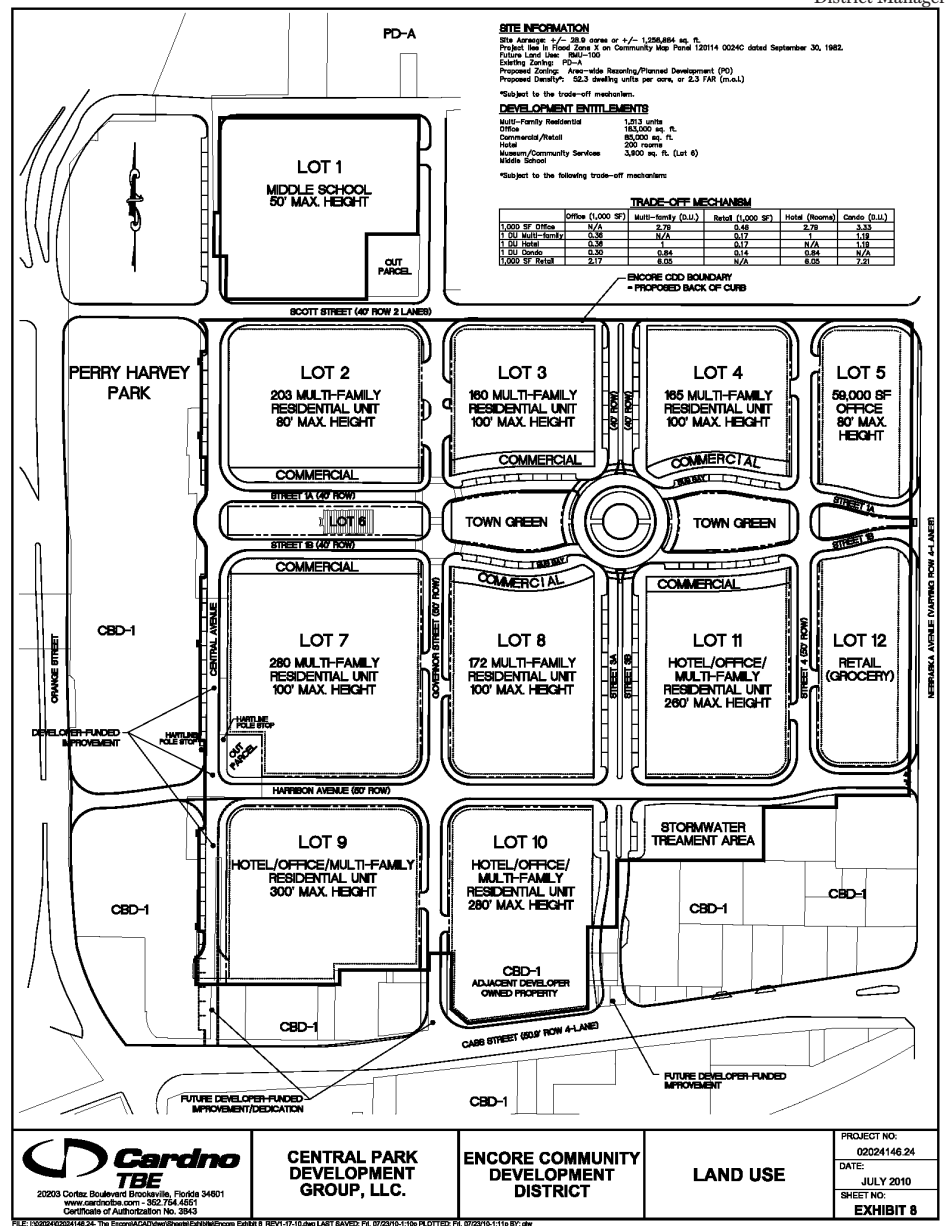 District Manager
PD-A
SITE INFORMATION
Site Acreage: +/- 28.9 acres or +/- 1,256,864 sq. ft.
Project lies in Flood Zone X on Community Map Panel 120114 0024C dated September 30, 1982.
Future Land Use: RMU-100
Existing Zoning: PD-A
Proposed Zoning: Area-wide Rezoning/Planned Development (PD)
Proposed Density*: 52.3 dwelling units per acre, or 2.3 FAR (m.o.l.)
*Subject to the trade-off mechanism.
DEVELOPMENT ENTITLEMENTS
Multi-Family Residential 1,513 units
Office 183,000 sq. ft.
Commercial/Retail 85,000 sq. ft.
Hotel 200 rooms
Museum/Community Services 3,900 sq. ft. (Lot 6)
Middle School
*Subject to the following trade-off mechanism:
TRADE-OFF MECHANISM
Office (1,000 SF) Multi-family (D.U.) Retail (1,000 SF) Hotel (Rooms) Condo (D.U.)
1,000 SF Office N/A 2.79 0.46 2.79 3.33
1 DU Multi-family 0.36 N/A 0.17 1 1.19
1 DU Hotel 0.36 1 0.17 N/A 1.19
1 DU Condo 0.30 0.84 0.14 0.84 N/A
1,000 SF Retail 2.17 6.05 N/A 6.05 7.21
LOT 1
MIDDLE SCHOOL
50' MAX. HEIGHT
OUT
PARCEL
ENCORE CDD BOUNDARY
= PROPOSED BACK OF CURB
SCOTT STREET (40' ROW 2 LANES)
PERRY HARVEY
PARK
LOT 2
203 MULTI-FAMILY
RESIDENTIAL UNIT
80' MAX. HEIGHT
COMMERCIAL
LOT 3
160 MULTI-FAMILY
RESIDENTIAL UNIT
100' MAX. HEIGHT
COMMERCIAL
(40' ROW)
(40' ROW)
LOT 4
165 MULTI-FAMILY
RESIDENTIAL UNIT
100' MAX. HEIGHT
COMMERCIAL
BUS BAY
LOT 5
59,000 SF
OFFICE
80' MAX.
HEIGHT
STREET 1A (40' ROW)
LOT 6
STREET 1B (40' ROW)
TOWN GREEN
TOWN GREEN
STREET 1A
STREET 1B
BUS BAY
CBD-1
ORANGE STREET
CENTRAL AVENUE
COMMERCIAL
LOT 7
280 MULTI-FAMILY
RESIDENTIAL UNIT
100' MAX. HEIGHT
GOVERNOR STREET (50' ROW)
COMMERCIAL
LOT 8
172 MULTI-FAMILY
RESIDENTIAL UNIT
100' MAX. HEIGHT
STREET 3A
STREET 3B
COMMERCIAL
LOT 11
HOTEL/OFFICE/
MULTI-FAMILY
RESIDENTIAL UNIT
260' MAX. HEIGHT
STREET 4 (50' ROW)
LOT 12
RETAIL
(GROCERY)
NEBRASKA AVENUE (VARYING ROW 4-LANES)
DEVELOPER-FUNDED
IMPROVEMENT
HARTLINE
POLE STOP
HARTLINE
POLE STOP
OUT
PARCEL
HARRISON AVENUE (60' ROW)
LOT 9
HOTEL/OFFICE/MULTI-FAMILY
RESIDENTIAL UNIT
300' MAX. HEIGHT
LOT 10
HOTEL/OFFICE/
MULTI-FAMILY
RESIDENTIAL UNIT
280' MAX. HEIGHT
STORMWATER
TREAMENT AREA
CBD-1
CBD-1
CBD-1
CBD-1
ADJACENT DEVELOPER
OWNED PROPERTY
CBD-1
CASS STREET (50.9' ROW 4-LANE)
FUTURE DEVELOPER-FUNDED
IMPROVEMENT
FUTURE DEVELOPER-FUNDED
IMPROVEMENT/DEDICATION
CBD-1
Cardno
TBE
20203 Cortez Boulevard Brooksville, Florida 34601
www.cardnotbe.com - 352.754.4551
Certificate of Authorization No. 3843
CENTRAL PARK
DEVELOPMENT
GROUP, LLC.
ENCORE COMMUNITY
DEVELOPMENT
DISTRICT
LAND USE
PROJECT NO:
02024146.24
DATE:
JULY 2010
SHEET NO:
EXHIBIT 8